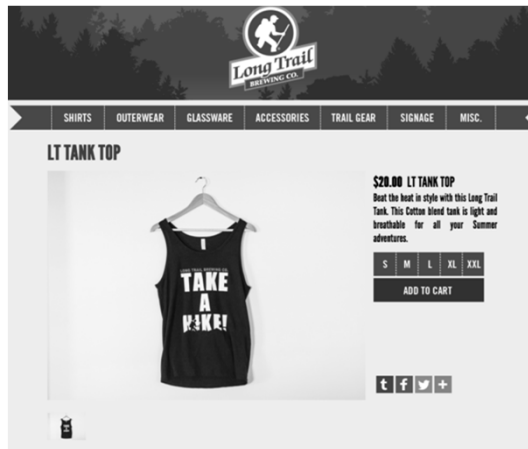 Long Trail
BREWING CO.
SHIRTS OUTERWEAR GLASSWARE ACCESSORIES TRAIL GEAR SIGNAGE MISC.
LT TANK TOP
$20.00 LT TANK TOP
Beat the heat in style with this Long Trail
Tank. This Cotton blend tank is light and
breathable for all your Summer
adventures.
S M L XL XXL
ADD TO CART
LONG TRAIL BREWING CO.
TAKE
A
HIKE!